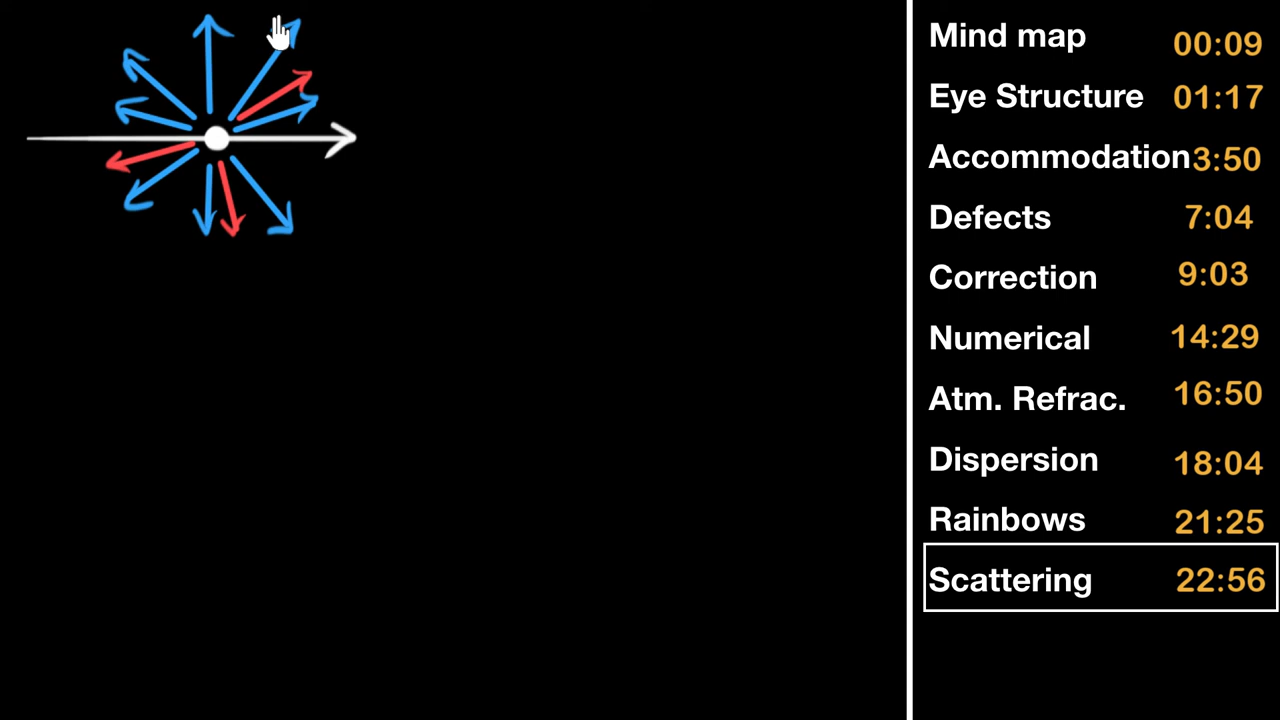 Mind map 00:09
Eye Structure 01:17
Accommodation 3:50
Defects 7:04
Correction 9:03
Numerical 14:29
Atm. Refrac. 16:50
Dispersion 18:04
Rainbows 21:25
Scattering 22:56